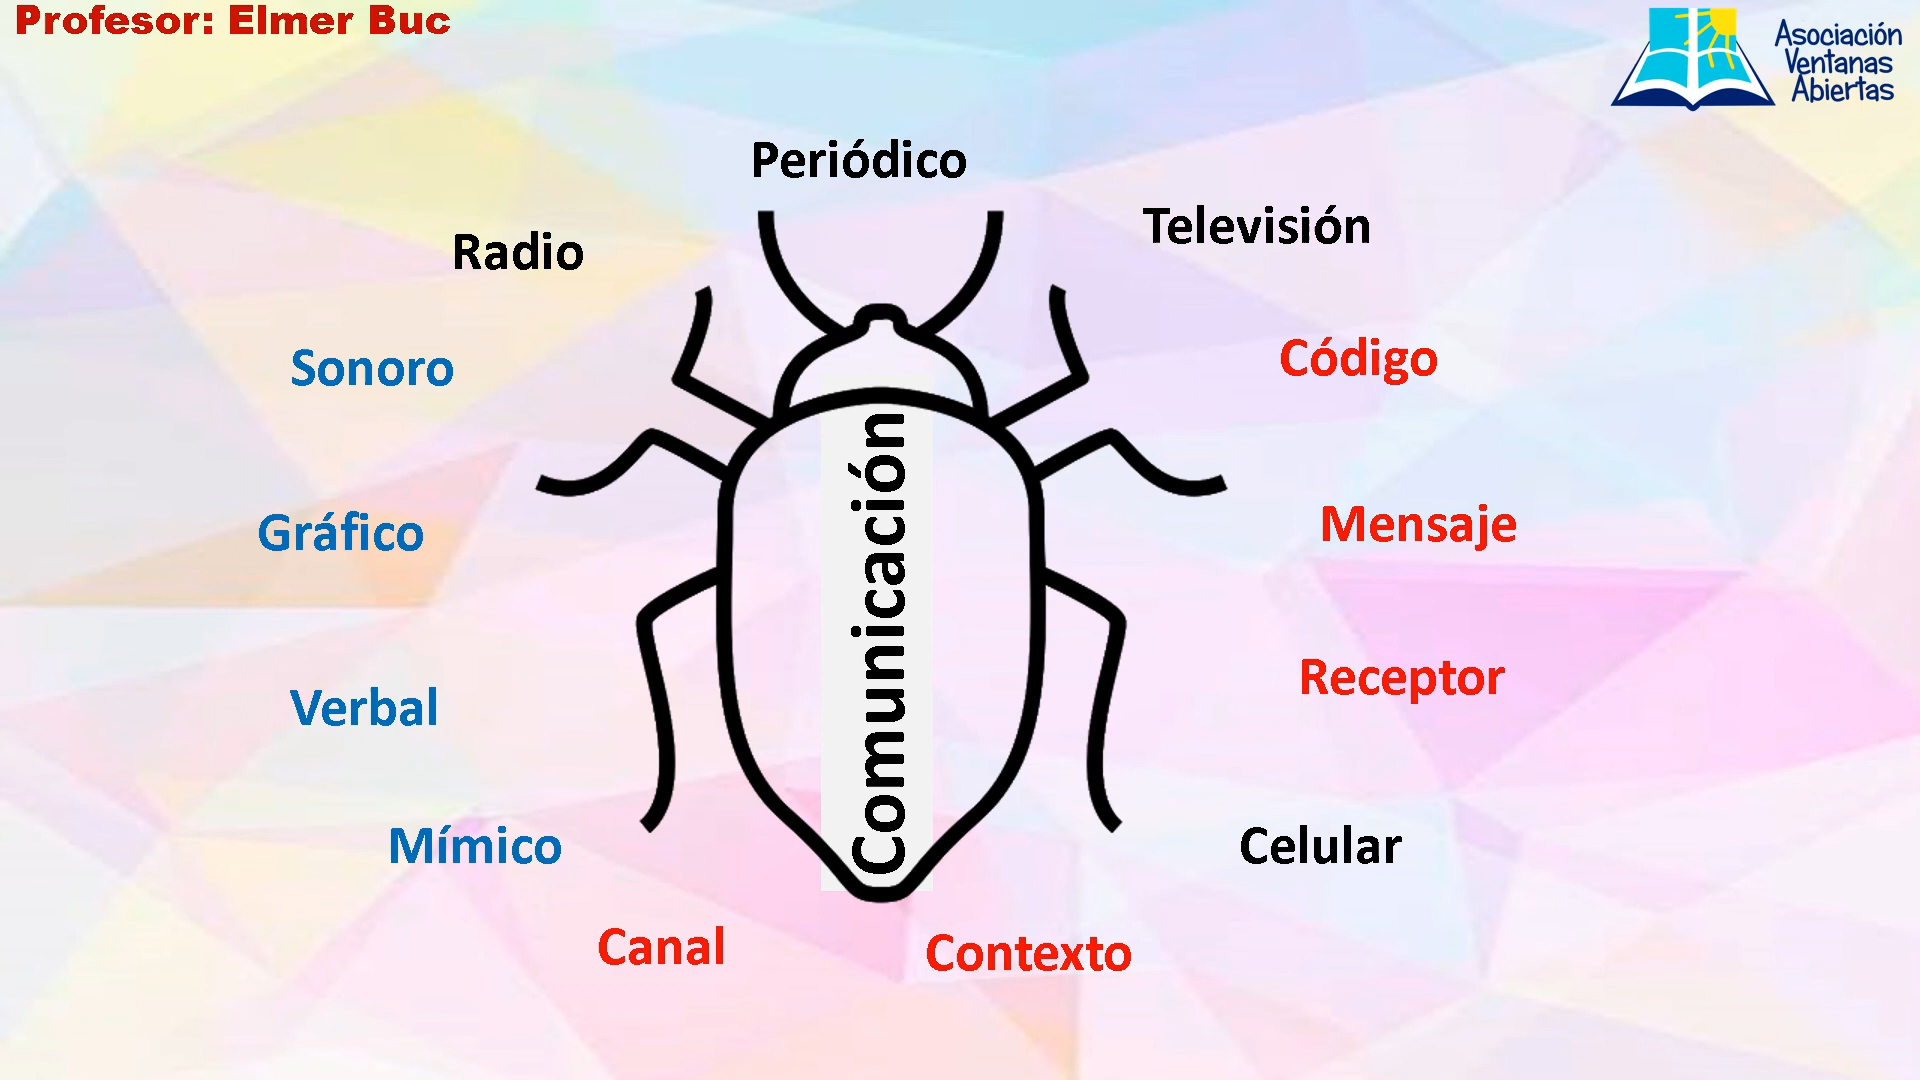 Profesor: Elmer Buc
Asociación
Ventanas
Abiertas
Periódico
Radio
Televisión
Sonoro
Código
Gráfico
Mensaje
Comunicación
Verbal
Receptor
Mímico
Celular
Canal
Contexto